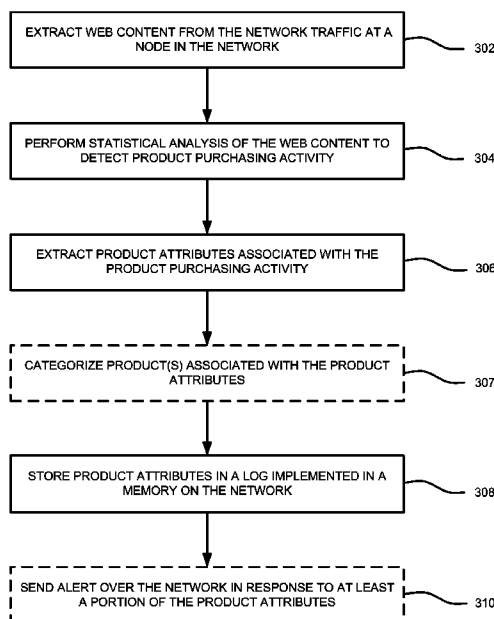 EXTRACT WEB CONTENT FROM THE NETWORK TRAFFIC AT A
NODE IN THE NETWORK
302
PERFORM STATISTICAL ANALYSIS OF THE WEB CONTENT TO
DETECT PRODUCT PURCHASING ACTIVITY
304
EXTRACT PRODUCT ATTRIBUTES ASSOCIATED WITH THE
PRODUCT PURCHASING ACTIVITY
306
CATEGORIZE PRODUCT(S) ASSOCIATED WITH THE PRODUCT
ATTRIBUTES
307
STORE PRODUCT ATTRIBUTES IN A LOG IMPLEMENTED IN A
MEMORY ON THE NETWORK
308
SEND ALERT OVER THE NETWORK IN RESPONSE TO AT LEAST
A PORTION OF THE PRODUCT ATTRIBUTES
310